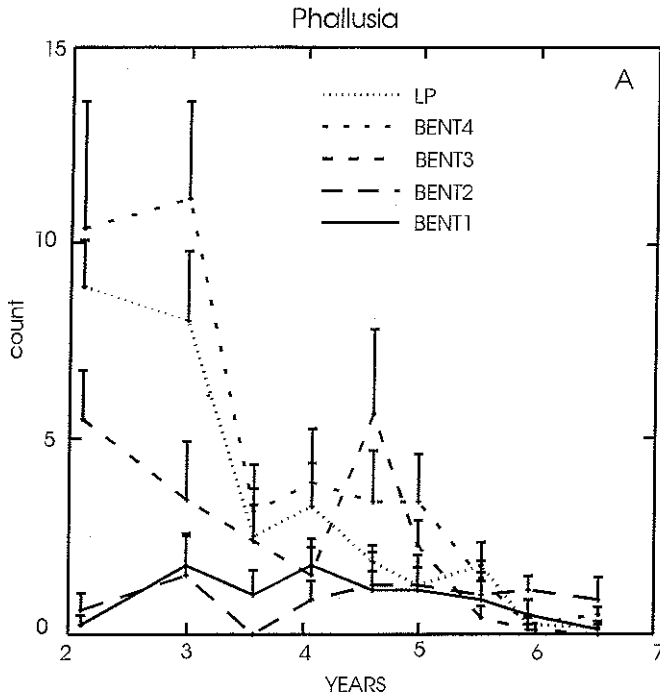 Phallusia
15
A
LP
BENT4
BENT3
BENT2
BENT1
10
count
5
0
2 3 4 5 6 7
YEARS